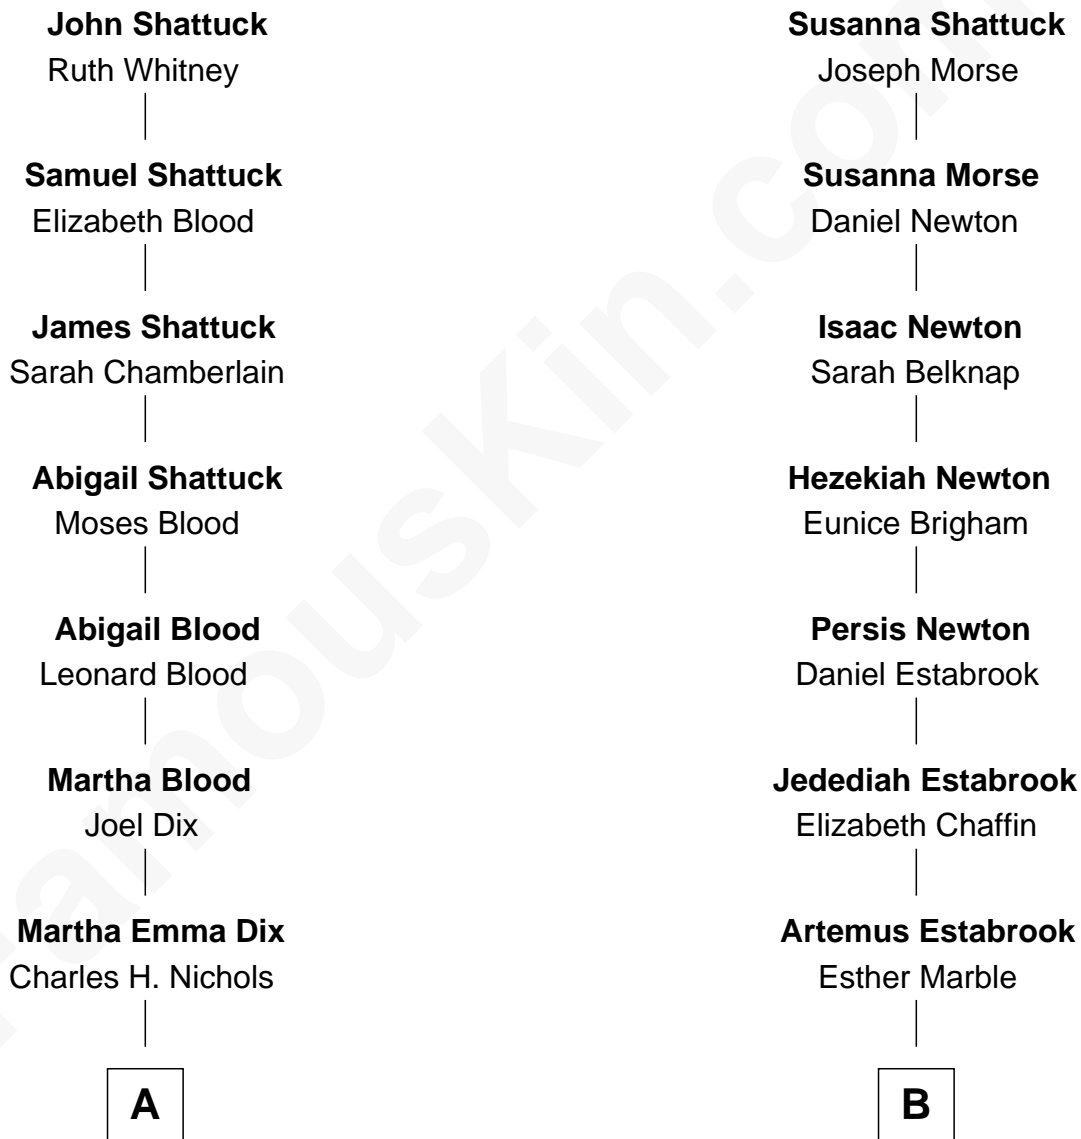 John Shattuck
Ruth Whitney
Samuel Shattuck
Elizabeth Blood
James Shattuck
Sarah Chamberlain
Abigail Shattuck
Moses Blood
Abigail Blood
Leonard Blood
Martha Blood
Joel Dix
Martha Emma Dix
Charles H. Nichols
A
Susanna Shattuck
Joseph Morse
Susanna Morse
Daniel Newton
Isaac Newton
Sarah Belknap
Hezekiah Newton
Eunice Brigham
Persis Newton
Daniel Estabrook
Jedediah Estabrook
Elizabeth Chaffin
Artemus Estabrook
Esther Marble
B
FamousKin.com